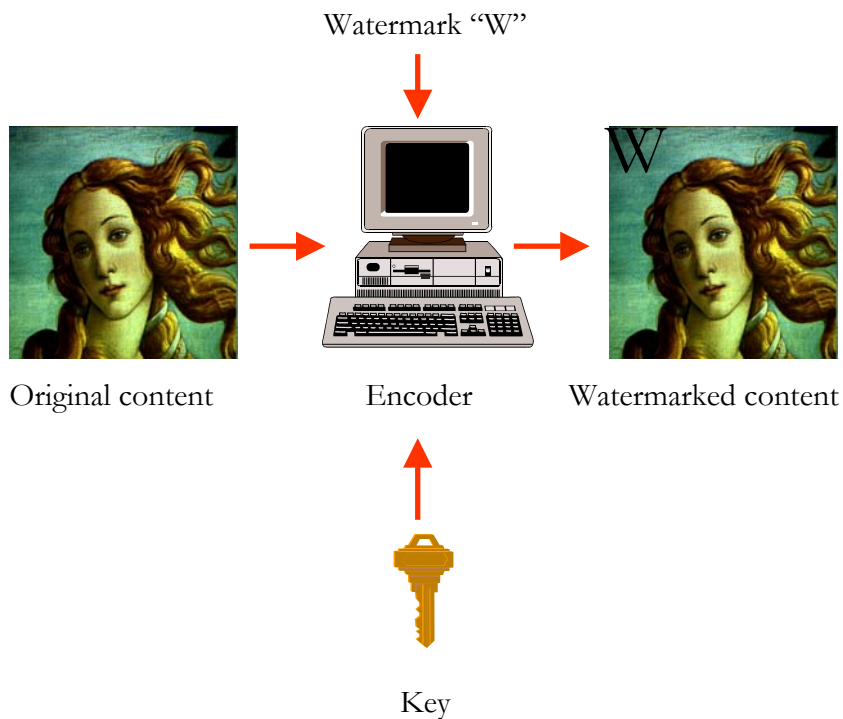 Watermark “W”
W
Original content
Encoder
Watermarked content
Key